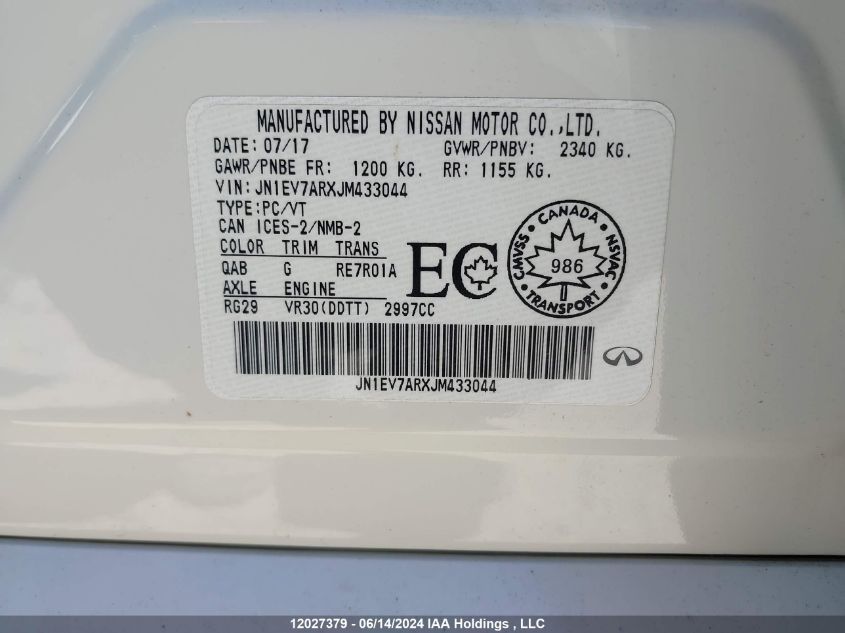 MANUFACTURED BY NISSAN MOTOR CO.,LTD.
DATE: 07/17 GVWR/PNBV: 2340 KG.
GAWR/PNBE FR: 1200 KG. RR: 1155 KG.
VIN: JN1EV7ARXJM433044
TYPE:PC/VT
CAN ICES-2/NMB-2
COLOR TRIM TRANS
QAB G RE7R01A
AXLE ENGINE
RG29 VR30(DDTT) 2997CC
EC
CANADA
CMVSS 986 NSVAC
TRANSPORT
JN1EV7ARXJM433044
12027379 - 06/14/2024 IAA Holdings , LLC